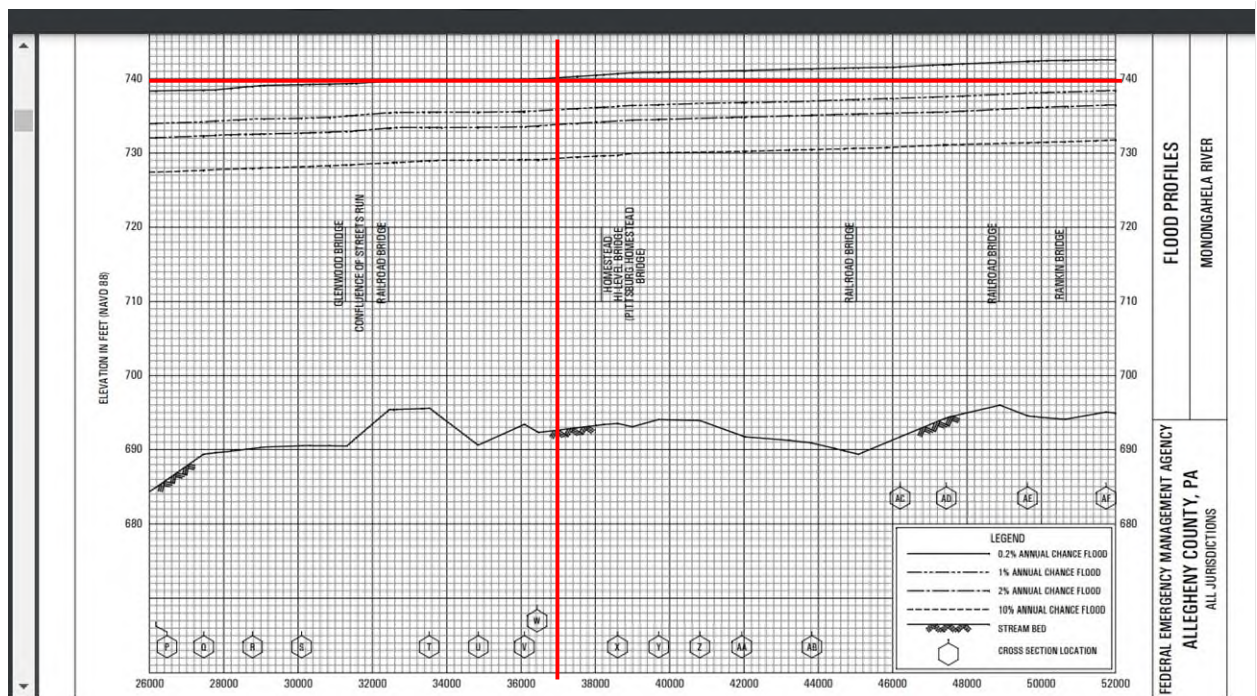 740
730
720
710
700
690
680
ELEVATION IN FEET (NAVD 88)
GLENWOOD BRIDGE
CONFLUENCE OF STREETS RUN
RAILROAD BRIDGE
HOMESTEAD
HI-LEVEL BRIDGE
(PITTSBURG HOMESTEAD
BRIDGE)
RAILROAD BRIDGE
RAILROAD BRIDGE
RANKIN BRIDGE
740
730
720
710
700
690
680
P
Q
R
S
T
U
V
W
X
Y
Z
AA
AB
AC
AD
AE
AF
LEGEND
0.2% ANNUAL CHANCE FLOOD
1% ANNUAL CHANCE FLOOD
2% ANNUAL CHANCE FLOOD
10% ANNUAL CHANCE FLOOD
STREAM BED
CROSS SECTION LOCATION
26000 28000 30000 32000 34000 36000 38000 40000 42000 44000 46000 48000 50000 52000
FLOOD PROFILES
MONONGAHELA RIVER
FEDERAL EMERGENCY MANAGEMENT AGENCY
ALLEGHENY COUNTY, PA
ALL JURISDICTIONS